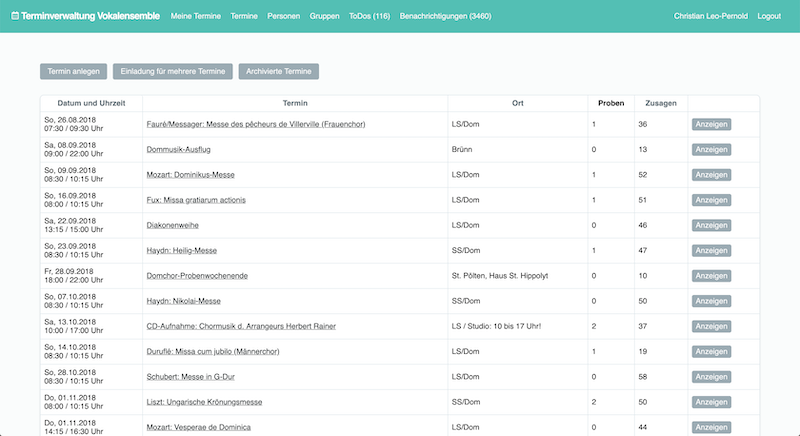 Terminverwaltung Vokalensemble Meine Termine Termine Personen Gruppen ToDos (116) Benachrichtigungen (3460) Christian Leo-Pernold Logout
Termin anlegen Einladung für mehrere Termine Archivierte Termine
Datum und Uhrzeit Termin Ort Proben Zusagen
So, 26.08.2018
07:30 / 09:30 Uhr Fauré/Messager: Messe des pêcheurs de Villerville (Frauenchor) LS/Dom 1 36 Anzeigen
Sa, 08.09.2018
09:00 / 22:00 Uhr Dommusik-Ausflug Brünn 0 13 Anzeigen
So, 09.09.2018
08:30 / 10:15 Uhr Mozart: Dominikus-Messe LS/Dom 1 52 Anzeigen
So, 16.09.2018
08:00 / 10:15 Uhr Fux: Missa gratiarum actionis LS/Dom 1 51 Anzeigen
Sa, 22.09.2018
13:15 / 15:00 Uhr Diakonenweihe LS/Dom 0 46 Anzeigen
So, 23.09.2018
08:30 / 10:15 Uhr Haydn: Heilig-Messe SS/Dom 1 47 Anzeigen
Fr, 28.09.2018
18:00 / 22:00 Uhr Domchor-Probenwochenende St. Pölten, Haus St. Hippolyt 0 10 Anzeigen
So, 07.10.2018
08:30 / 10:15 Uhr Haydn: Nikolai-Messe SS/Dom 0 50 Anzeigen
Sa, 13.10.2018
10:00 / 17:00 Uhr CD-Aufnahme: Chormusik d. Arrangeurs Herbert Rainer LS / Studio: 10 bis 17 Uhr! 2 37 Anzeigen
So, 14.10.2018
08:30 / 10:15 Uhr Duruflé: Missa cum jubilo (Männerchor) LS/Dom 1 19 Anzeigen
So, 28.10.2018
08:30 / 10:15 Uhr Schubert: Messe in G-Dur LS/Dom 0 58 Anzeigen
Do, 01.11.2018
08:00 / 10:15 Uhr Liszt: Ungarische Krönungsmesse SS/Dom 2 50 Anzeigen
Do, 01.11.2018
14:15 / 16:30 Uhr Mozart: Vesperae de Dominica LS/Dom 0 44 Anzeigen